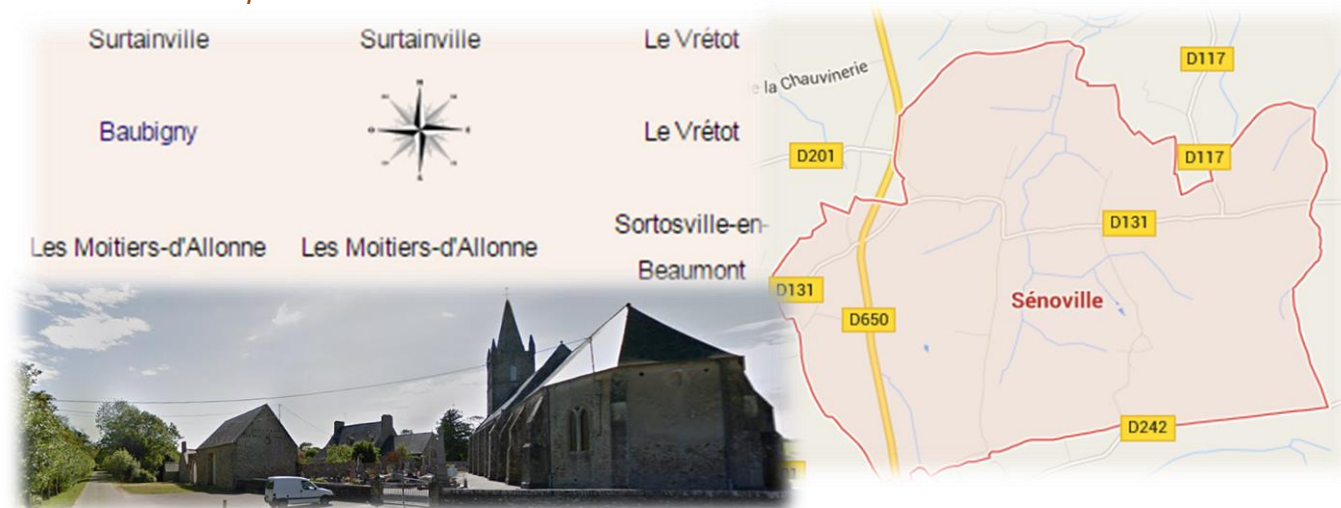 Surtainville Surtainville Le Vrétot
Baubigny Le Vrétot
Les Moitiers-d'Allonne Les Moitiers-d'Allonne Sortosville-en-
Beaumont
la Chauvinerie
D117
D201
D117
D131
D131
Sénoville
D650
D242